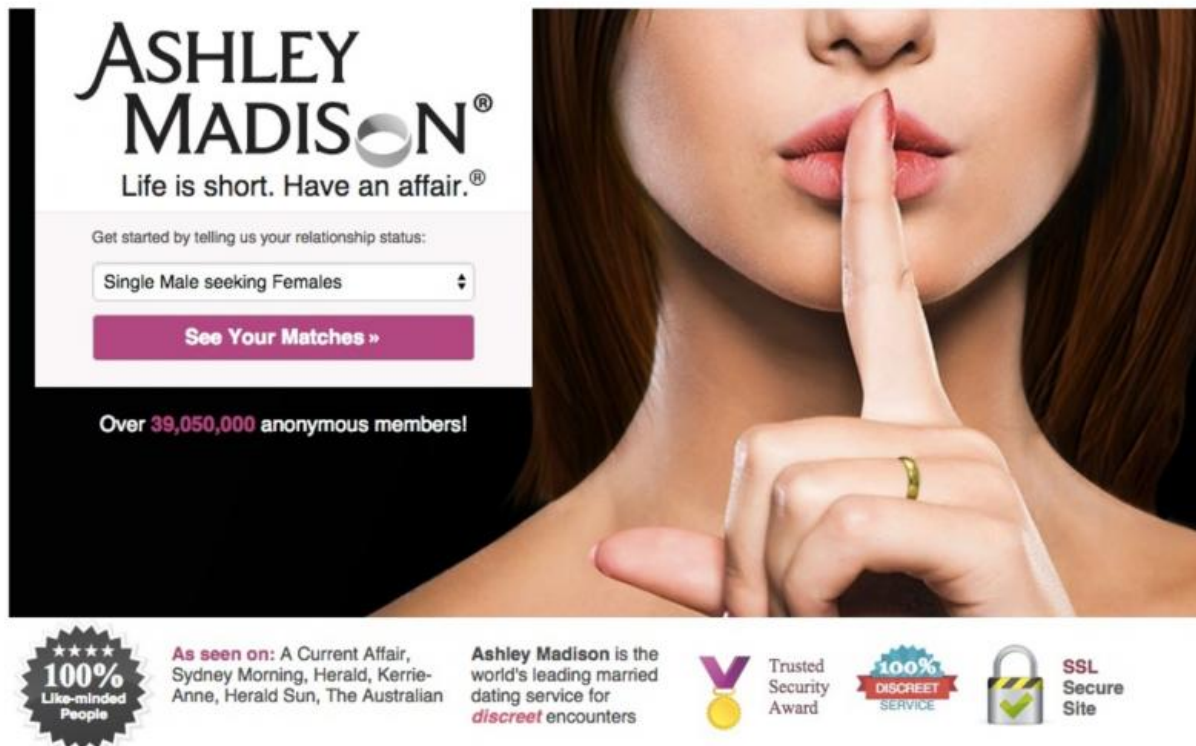 ASHLEY
MADISON®
Life is short. Have an affair.®
Get started by telling us your relationship status:
Single Male seeking Females
See Your Matches »
Over 39,050,000 anonymous members!
100%
Like-minded
People
As seen on: A Current Affair,
Sydney Morning, Herald, Kerrie-
Anne, Herald Sun, The Australian
Ashley Madison is the
world's leading married
dating service for
discreet encounters
Trusted
Security
Award
100%
DISCREET
SERVICE
SSL
Secure
Site